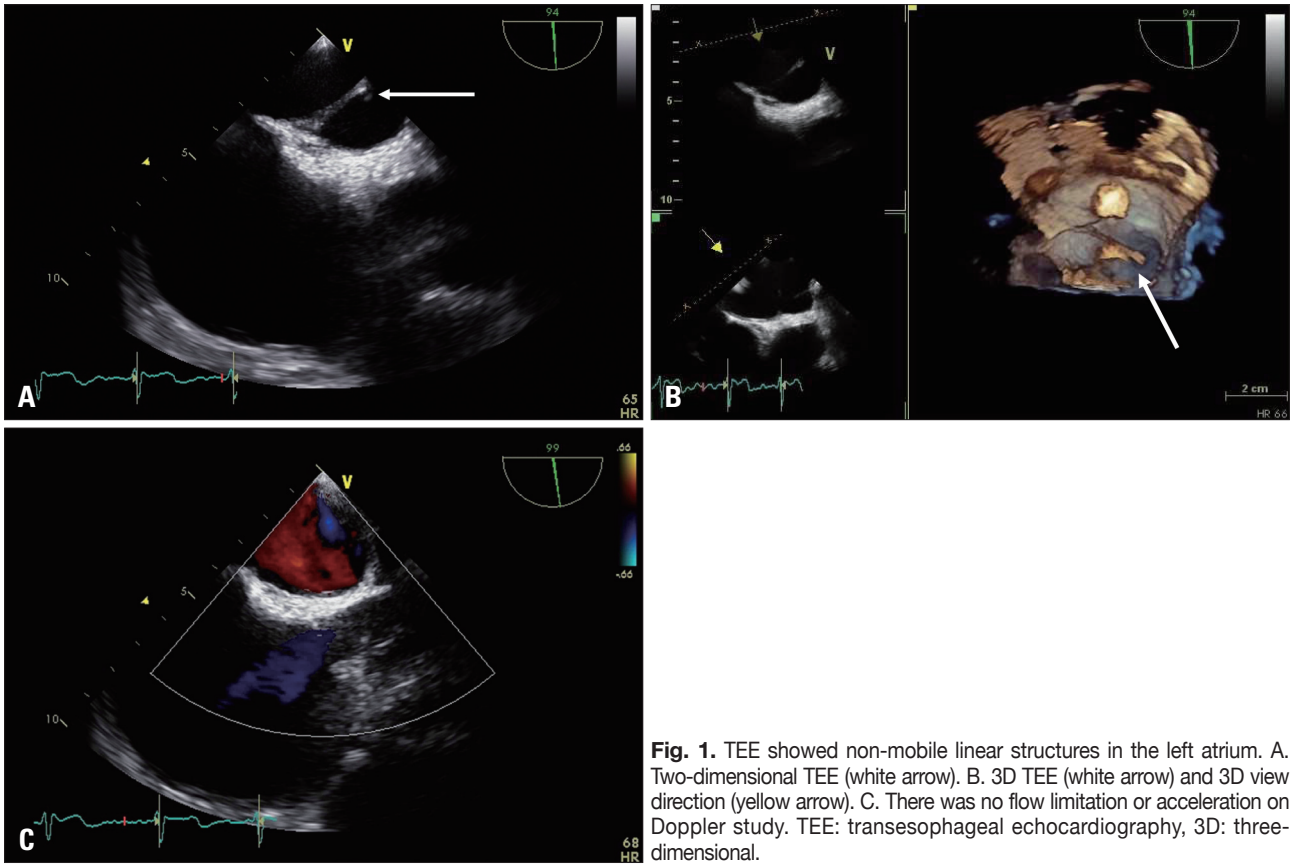 94
V
5
10
65
HR
A
94
V
5
10
2 cm
HR 66
B
99
.66
V
-.66
5
10
68
HR
C
Fig. 1. TEE showed non-mobile linear structures in the left atrium. A.
Two-dimensional TEE (white arrow). B. 3D TEE (white arrow) and 3D view
direction (yellow arrow). C. There was no flow limitation or acceleration on
Doppler study. TEE: transesophageal echocardiography, 3D: three-
dimensional.